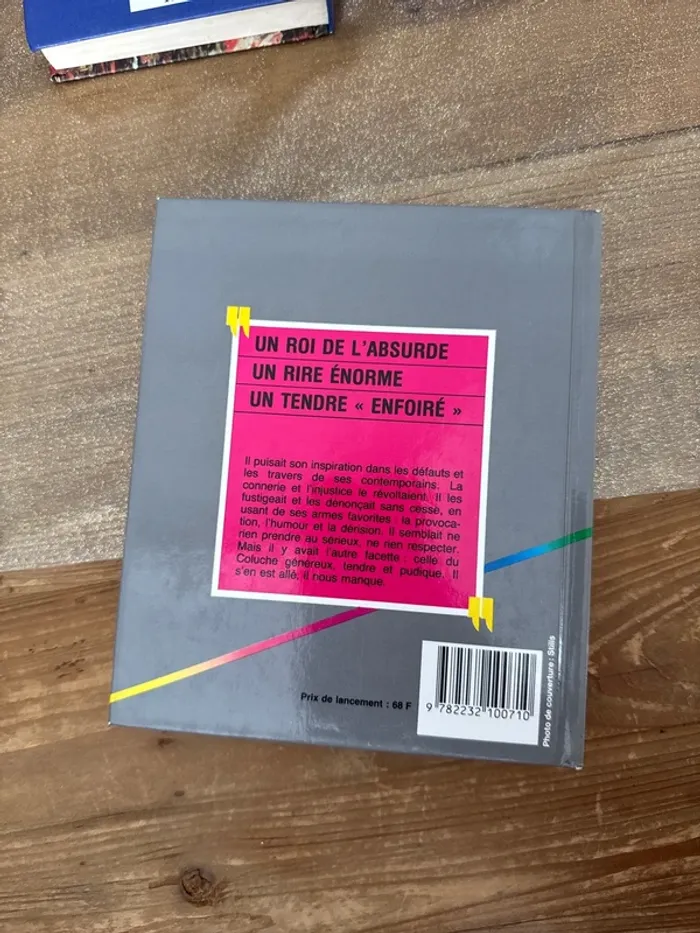 UN ROI DE L'ABSURDE
UN RIRE ÉNORME
UN TENDRE « ENFOIRÉ »
Il puisait son inspiration dans les défauts et
les travers de ses contemporains. La
connerie et l'injustice le révoltaient. Il les
fustigeait et les dénonçait sans cesse, en
usant de ses armes favorites : la provoca-
tion, l'humour et la dérision. Il semblait ne
rien prendre au sérieux, ne rien respecter.
Mais il y avait l'autre facette : celle du
Coluche généreux, tendre et pudique. Il
s'en est allé, il nous manque.
Prix de lancement : 68 F
9 782232 100710
Photo de couverture : Stills